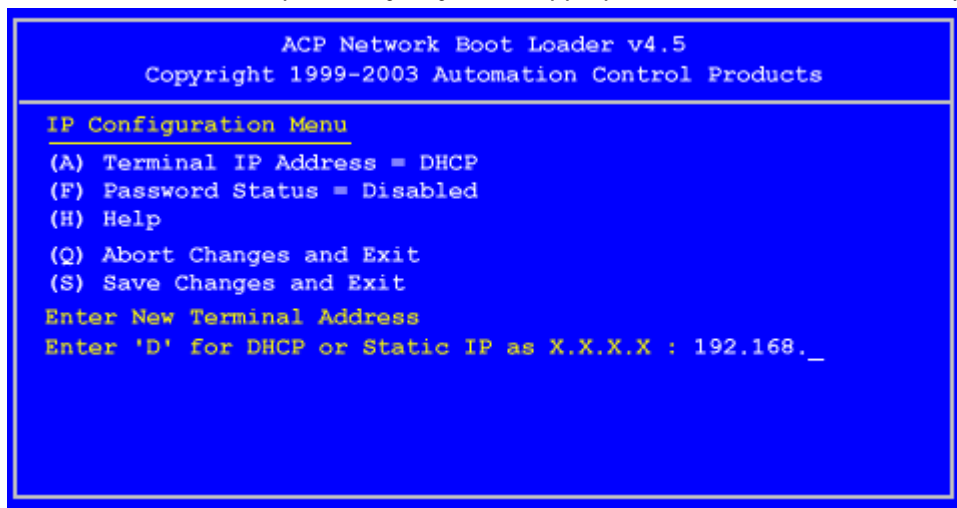 ACP Network Boot Loader v4.5
Copyright 1999-2003 Automation Control Products
IP Configuration Menu
(A) Terminal IP Address = DHCP
(F) Password Status = Disabled
(H) Help
(Q) Abort Changes and Exit
(S) Save Changes and Exit
Enter New Terminal Address
Enter 'D' for DHCP or Static IP as X.X.X.X : 192.168._